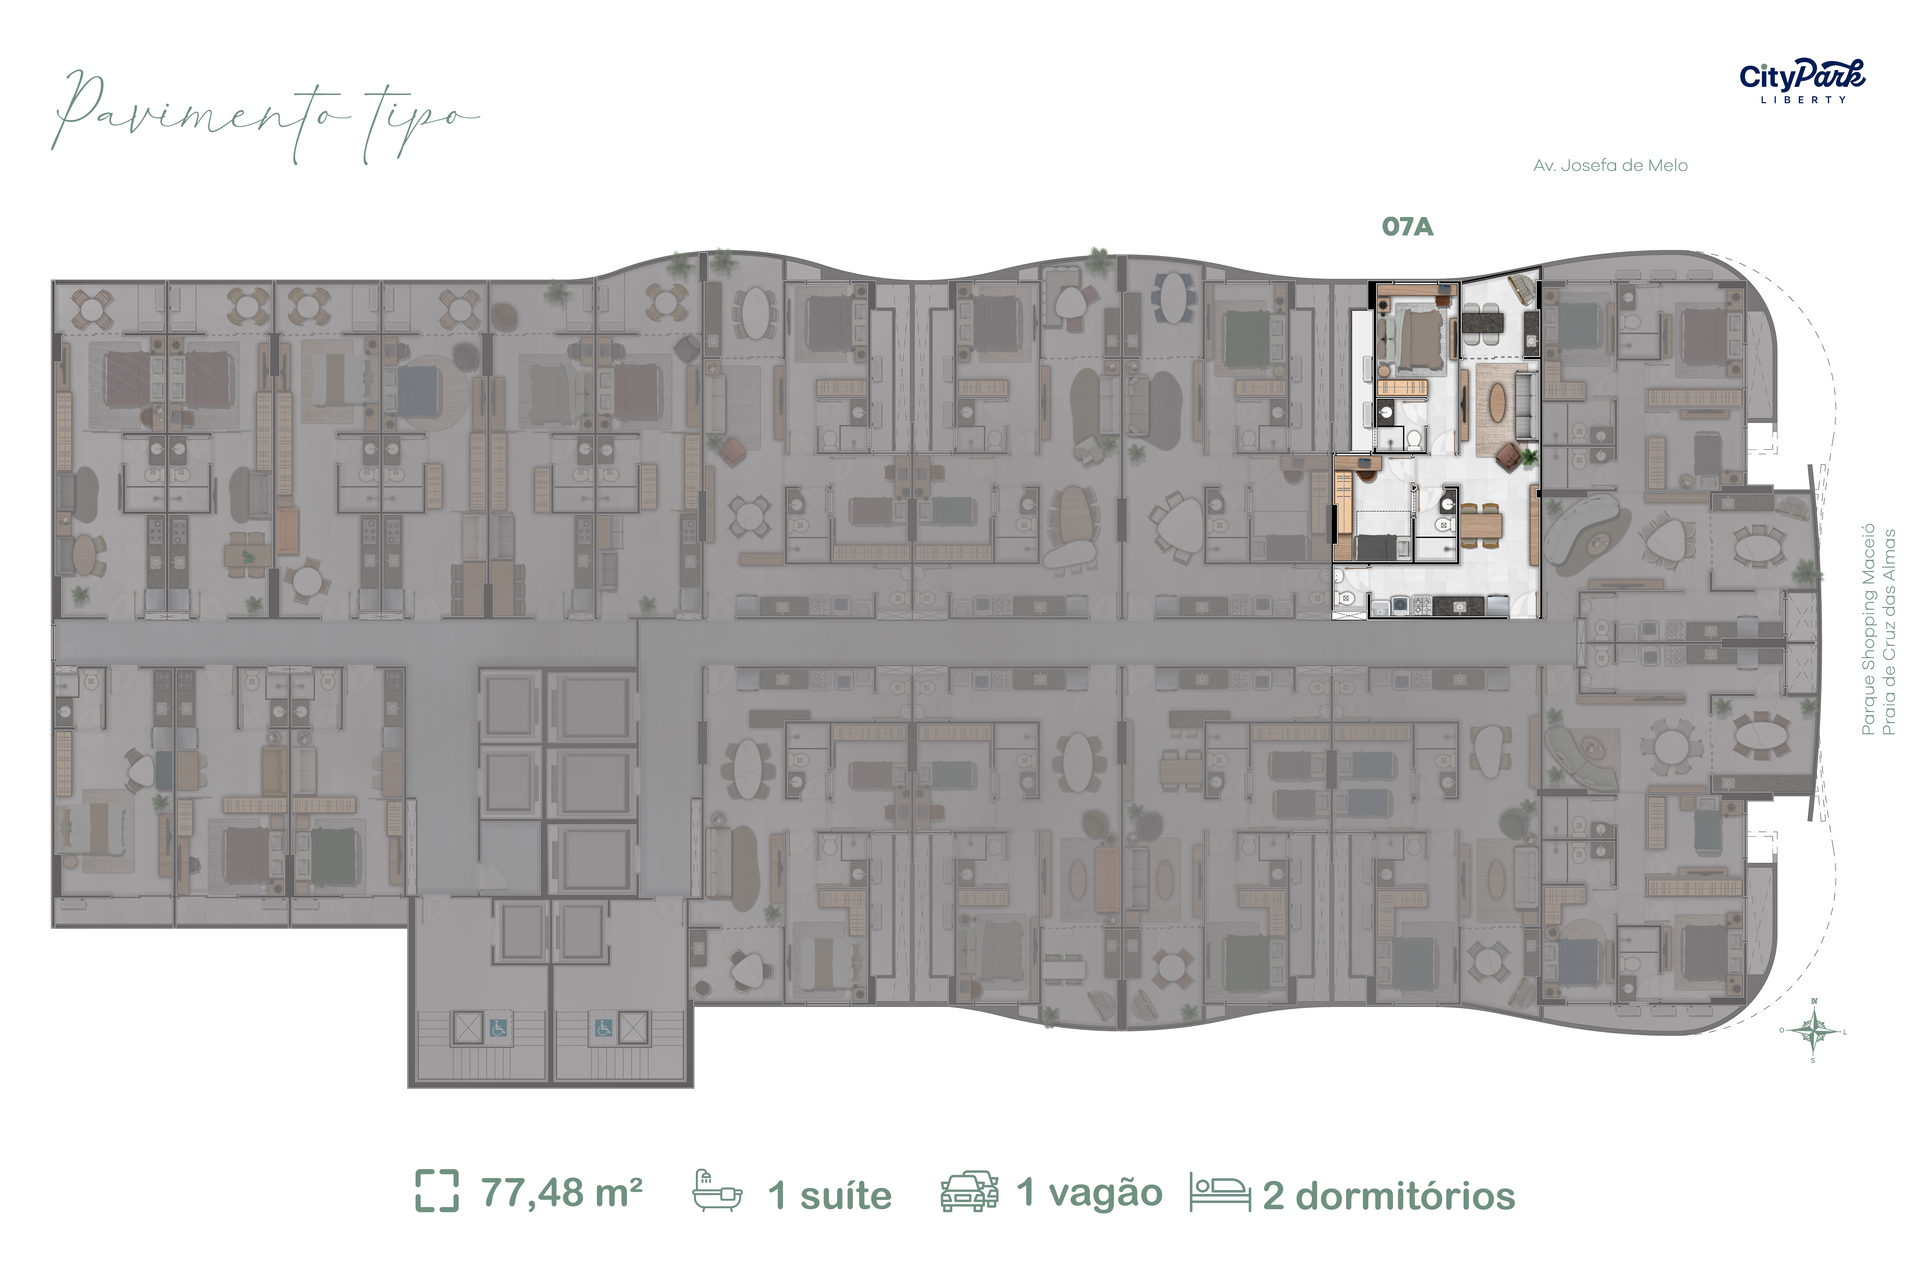 Pavimento tipo
CityPark
LIBERTY
Av. Josefa de Melo
07A
Parque Shopping Maceió
Praia de Cruz das Almas
N
O
L
S
77,48 m²
1 suíte
1 vagão
2 dormitórios